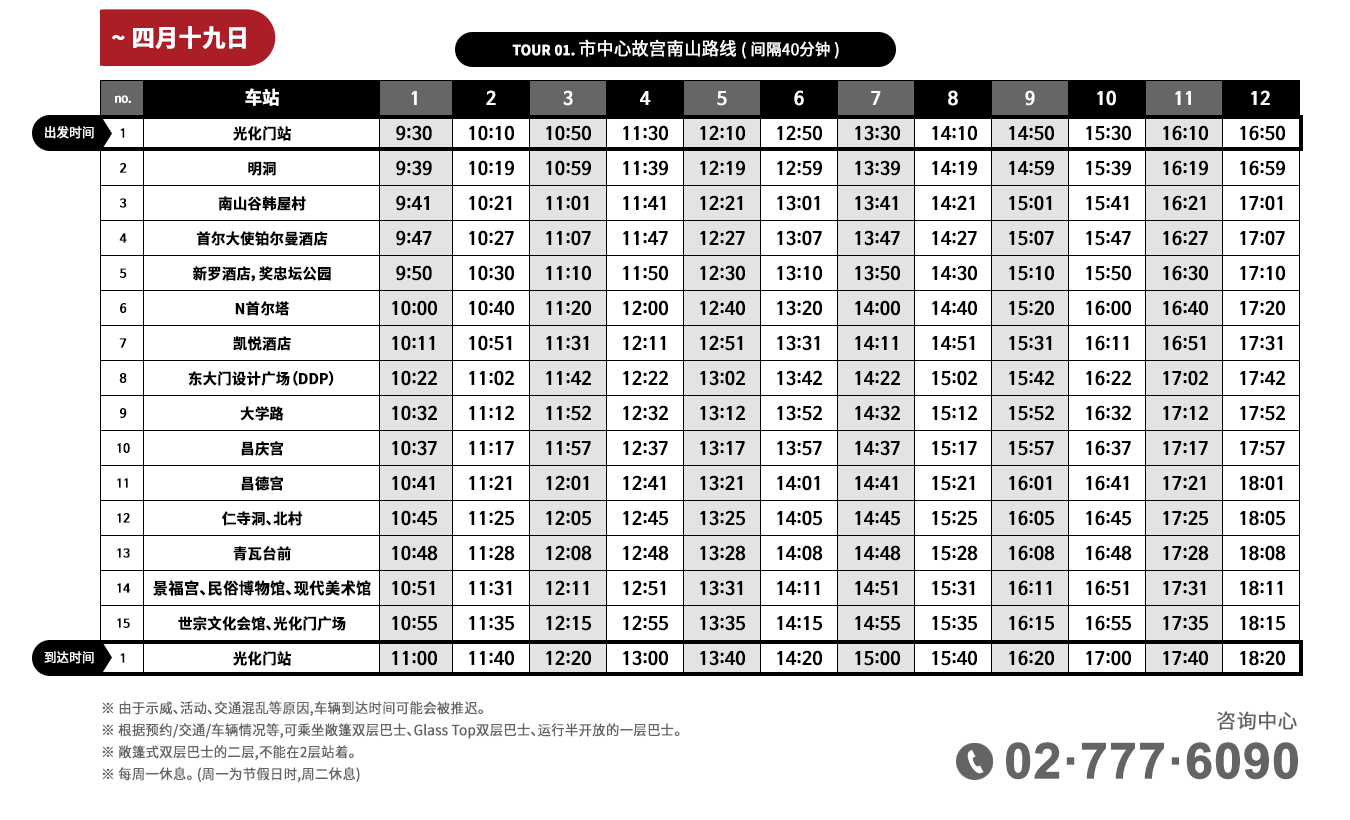 ~ 四月十九日
TOUR 01. 市中心故宫南山路线 ( 间隔40分钟 )
no. 车站 1 2 3 4 5 6 7 8 9 10 11 12
出发时间 1 光化门站 9:30 10:10 10:50 11:30 12:10 12:50 13:30 14:10 14:50 15:30 16:10 16:50
2 明洞 9:39 10:19 10:59 11:39 12:19 12:59 13:39 14:19 14:59 15:39 16:19 16:59
3 南山谷韩屋村 9:41 10:21 11:01 11:41 12:21 13:01 13:41 14:21 15:01 15:41 16:21 17:01
4 首尔大使铂尔曼酒店 9:47 10:27 11:07 11:47 12:27 13:07 13:47 14:27 15:07 15:47 16:27 17:07
5 新罗酒店, 奖忠坛公园 9:50 10:30 11:10 11:50 12:30 13:10 13:50 14:30 15:10 15:50 16:30 17:10
6 N首尔塔 10:00 10:40 11:20 12:00 12:40 13:20 14:00 14:40 15:20 16:00 16:40 17:20
7 凯悦酒店 10:11 10:51 11:31 12:11 12:51 13:31 14:11 14:51 15:31 16:11 16:51 17:31
8 东大门设计广场(DDP) 10:22 11:02 11:42 12:22 13:02 13:42 14:22 15:02 15:42 16:22 17:02 17:42
9 大学路 10:32 11:12 11:52 12:32 13:12 13:52 14:32 15:12 15:52 16:32 17:12 17:52
10 昌庆宫 10:37 11:17 11:57 12:37 13:17 13:57 14:37 15:17 15:57 16:37 17:17 17:57
11 昌德宫 10:41 11:21 12:01 12:41 13:21 14:01 14:41 15:21 16:01 16:41 17:21 18:01
12 仁寺洞、北村 10:45 11:25 12:05 12:45 13:25 14:05 14:45 15:25 16:05 16:45 17:25 18:05
13 青瓦台前 10:48 11:28 12:08 12:48 13:28 14:08 14:48 15:28 16:08 16:48 17:28 18:08
14 景福宫、民俗博物馆、现代美术馆 10:51 11:31 12:11 12:51 13:31 14:11 14:51 15:31 16:11 16:51 17:31 18:11
15 世宗文化会馆、光化门广场 10:55 11:35 12:15 12:55 13:35 14:15 14:55 15:35 16:15 16:55 17:35 18:15
到达时间 1 光化门站 11:00 11:40 12:20 13:00 13:40 14:20 15:00 15:40 16:20 17:00 17:40 18:20
※ 由于示威、活动、交通混乱等原因,车辆到达时间可能会被推迟。
※ 根据预约/交通/车辆情况等,可乘坐敞篷双层巴士、Glass Top双层巴士、运行半开放的一层巴士。
※ 敞篷式双层巴士的二层,不能在2层站着。
※ 每周一休息。(周一为节假日时,周二休息)
咨询中心
02·777·6090